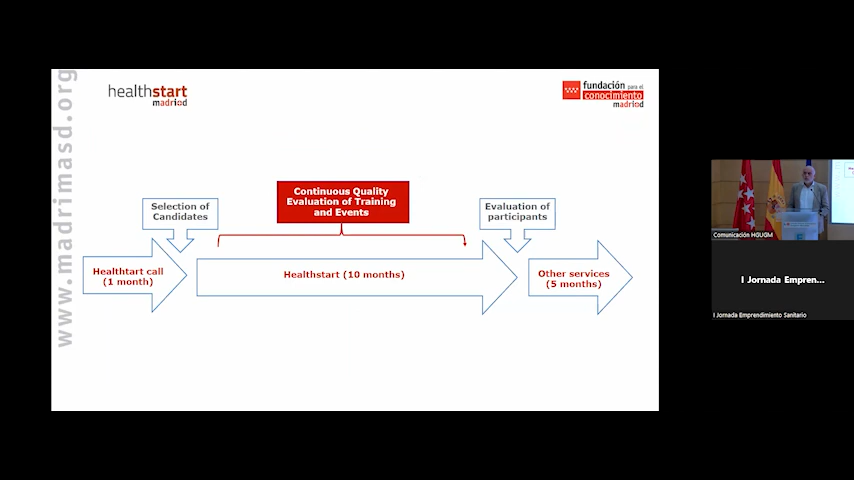 www.madrimasd.org
healthstart
madri+d
fundación para el
conocimiento
madri+d
Selection of
Candidates
Continuous Quality
Evaluation of Training
and Events
Evaluation of
participants
Healthtart call
(1 month)
Healthstart (10 months)
Other services
(5 months)
Comunicación HGUGM
I Jornada Empren...
I Jornada Emprendimiento Sanitario